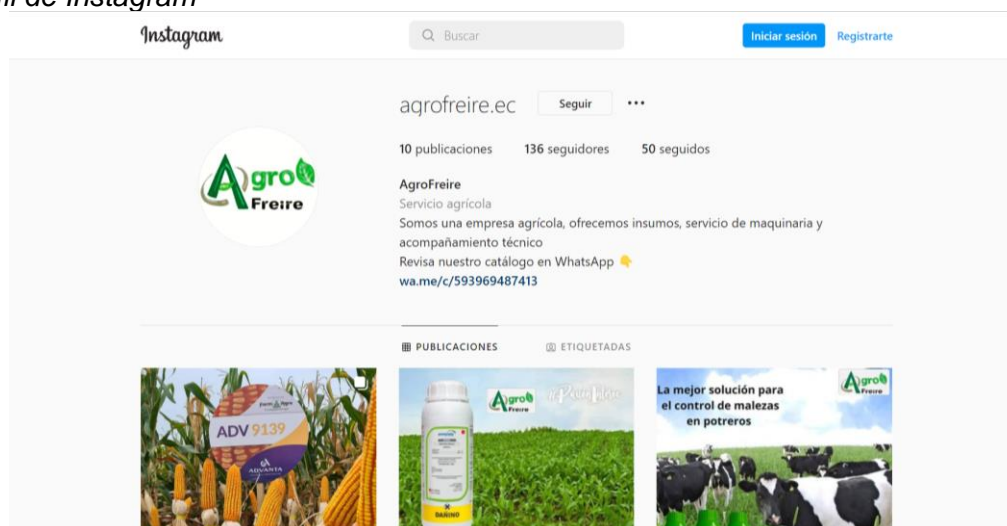 de Instagram
Instagram
Buscar
Iniciar sesión
Registrarte
agrofreire.ec
Seguir
10 publicaciones 136 seguidores 50 seguidos
Agro
Freire
AgroFreire
Servicio agrícola
Somos una empresa agrícola, ofrecemos insumos, servicio de maquinaria y
acompañamiento técnico
Revisa nuestro catálogo en WhatsApp
wa.me/c/593969487413
PUBLICACIONES
ETIQUETADAS
ADV 9139
ADVANTA
Agro
Freire
DAÑINO
La mejor solución para
el control de malezas
en potreros
Agro
Freire